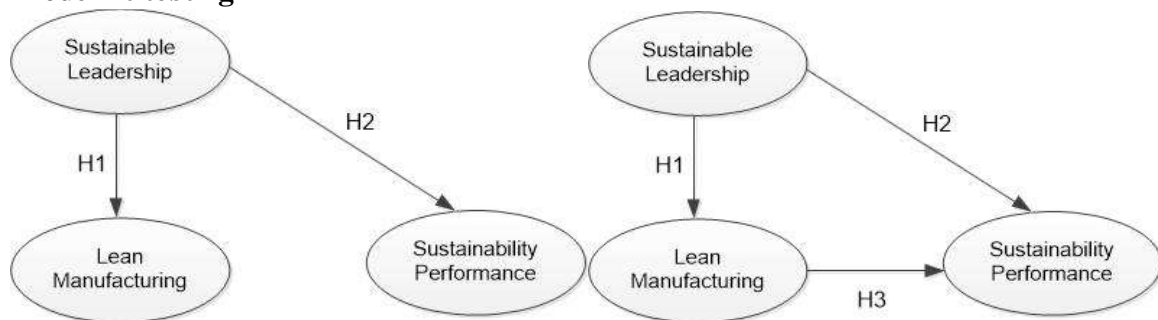 Sustainable
Leadership
H1
H2
Lean
Manufacturing
Sustainability
Performance
Sustainable
Leadership
H1
H2
Lean
Manufacturing
H3
Sustainability
Performance